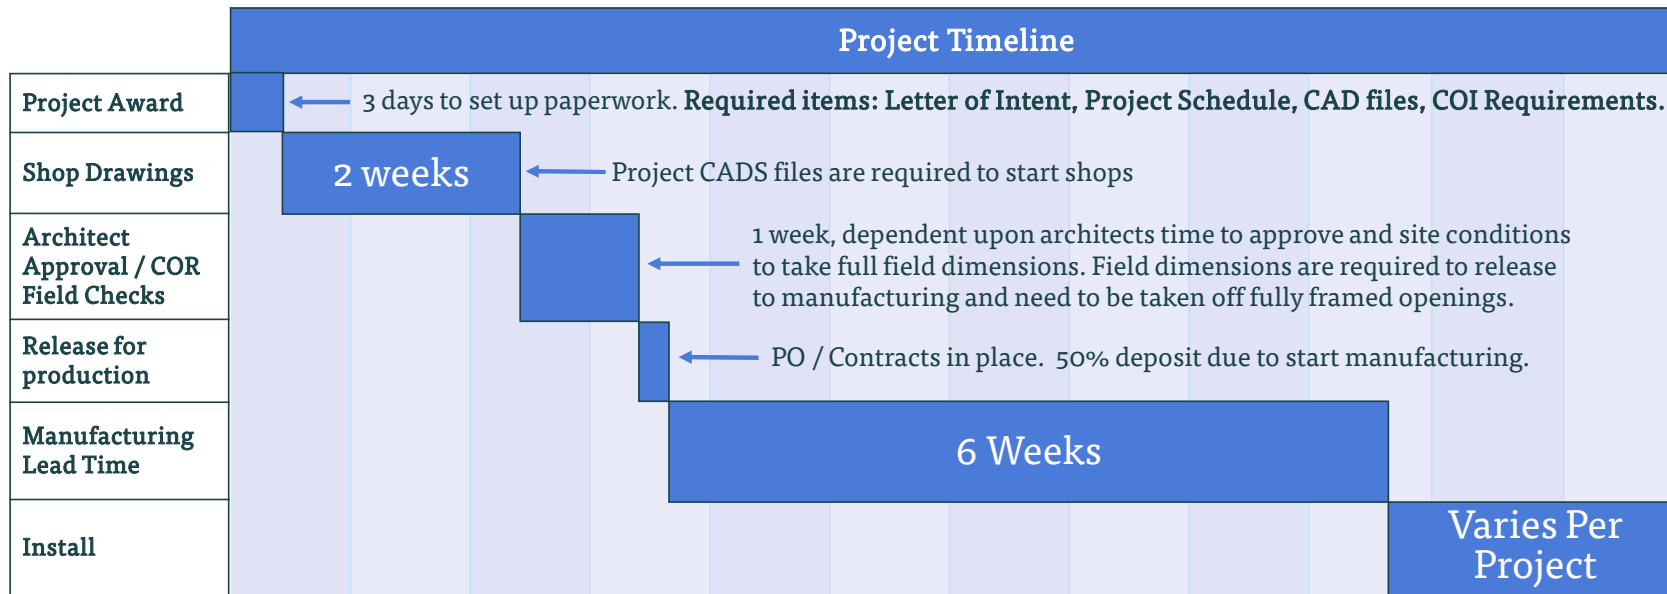 Project Timeline
Project Award
3 days to set up paperwork. Required items: Letter of Intent, Project Schedule, CAD files, COI Requirements.
Shop Drawings
2 weeks
Project CADS files are required to start shops
Architect
Approval / COR
Field Checks
1 week, dependent upon architects time to approve and site conditions
to take full field dimensions. Field dimensions are required to release
to manufacturing and need to be taken off fully framed openings.
Release for
production
PO / Contracts in place.  50% deposit due to start manufacturing.
Manufacturing
Lead Time
6 Weeks
Install
Varies Per
Project